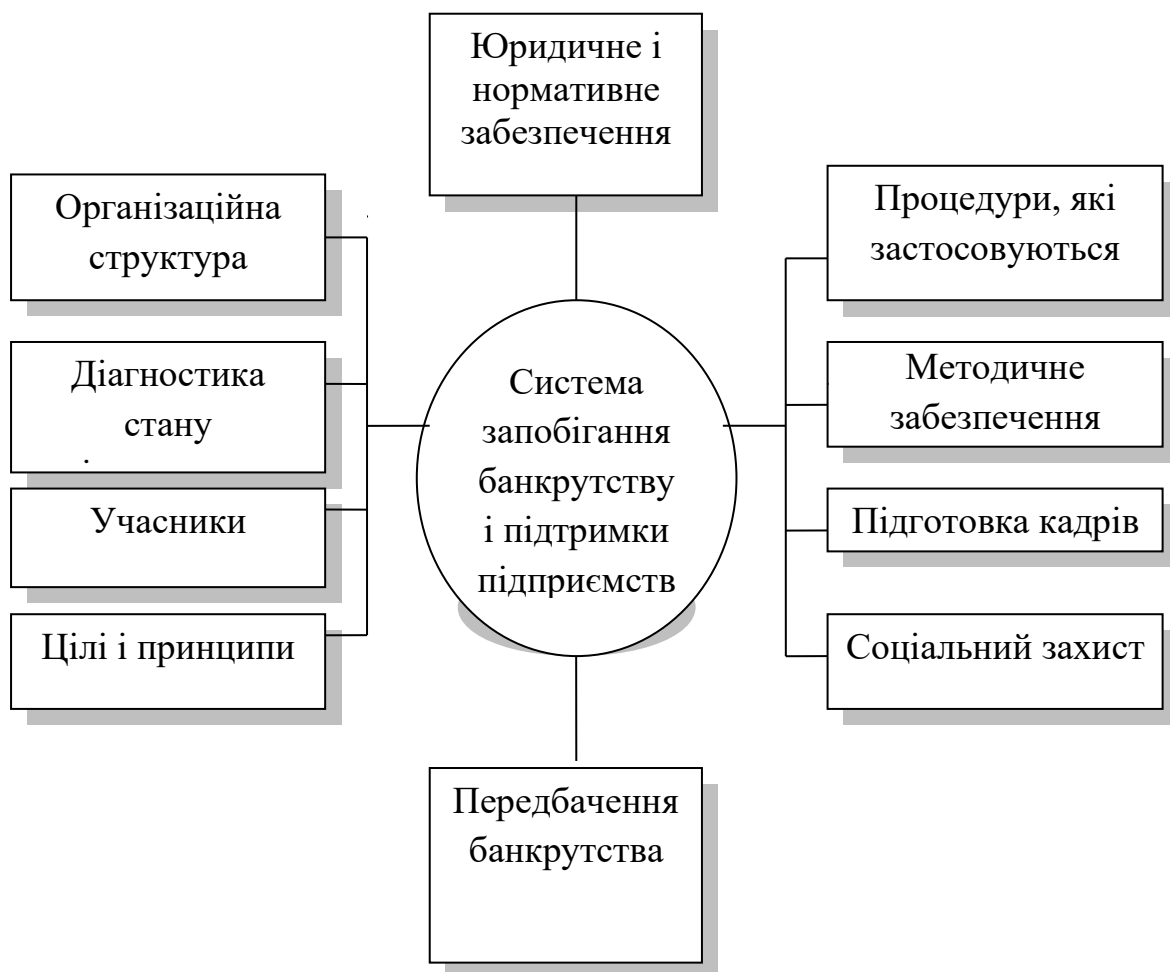 Юридичне і
нормативне
забезпечення
Організаційна
структура
Діагностика
стану
Учасники
Цілі і принципи
Система
запобігання
банкрутству
і підтримки
підприємств
Процедури, які
застосовуються
Методичне
забезпечення
Підготовка кадрів
Соціальний захист
Передбачення
банкрутства